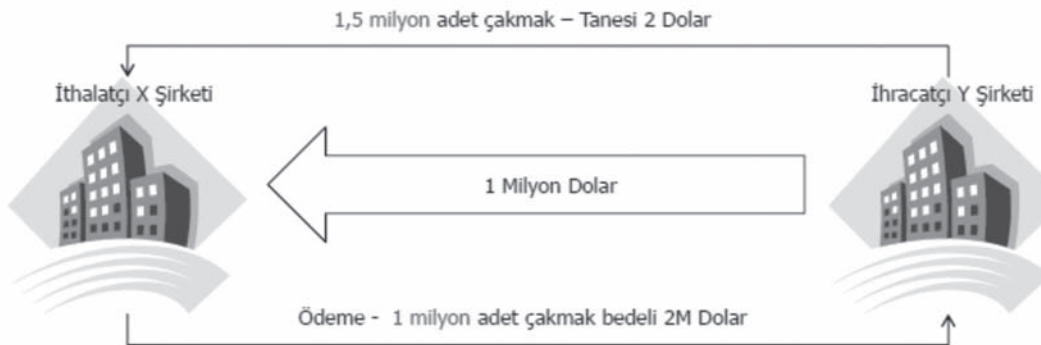 1,5 milyon adet çakmak – Tanesi 2 Dolar
İthalatçı X Şirketi
İhracatçı Y Şirketi
1 Milyon Dolar
Ödeme - 1 milyon adet çakmak bedeli 2M Dolar